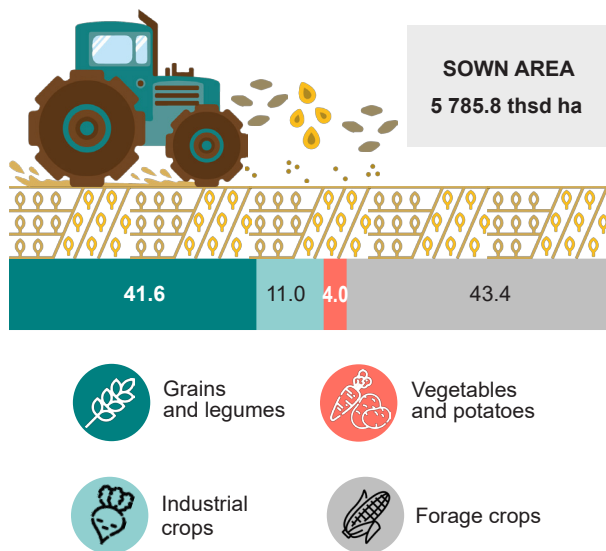 SOWN AREA
5 785.8 thsd ha
41.6
11.0
4.0
43.4
Grains
and legumes
Vegetables
and potatoes
Industrial
crops
Forage crops